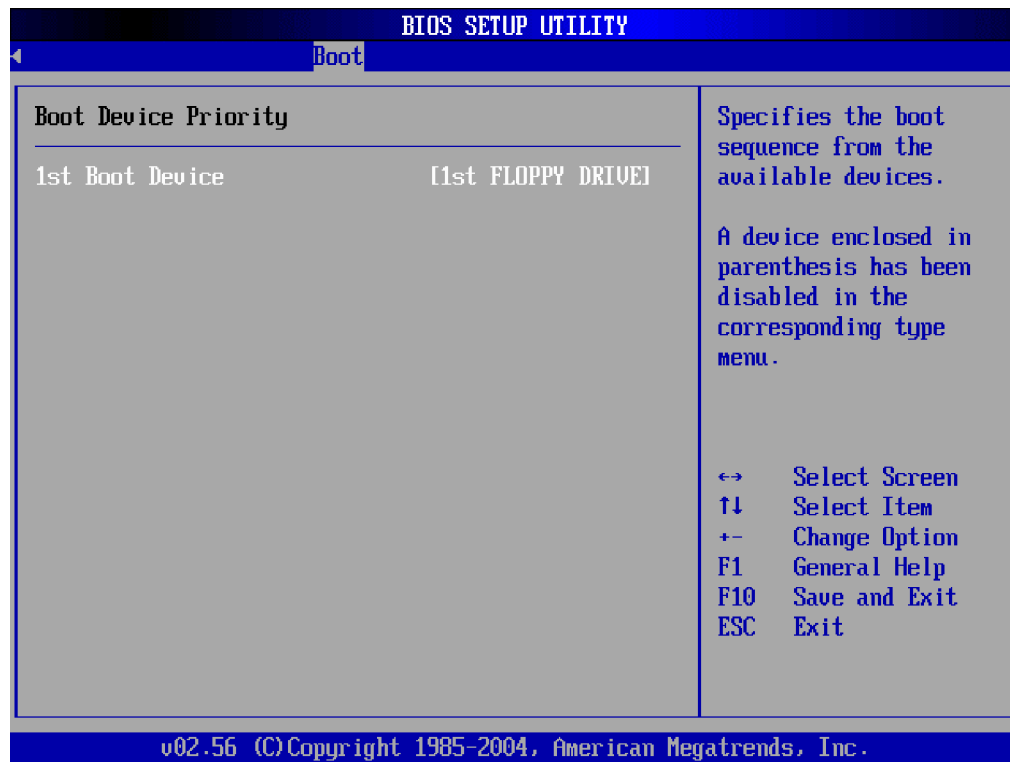 BIOS SETUP UTILITY
Boot
Boot Device Priority
1st Boot Device [1st FLOPPY DRIVE]
Specifies the boot
sequence from the
available devices.
A device enclosed in
parenthesis has been
disabled in the
corresponding type
menu.
←→ Select Screen
↑↓ Select Item
+- Change Option
F1 General Help
F10 Save and Exit
ESC Exit
v02.56 (C)Copyright 1985-2004, American Megatrends, Inc.